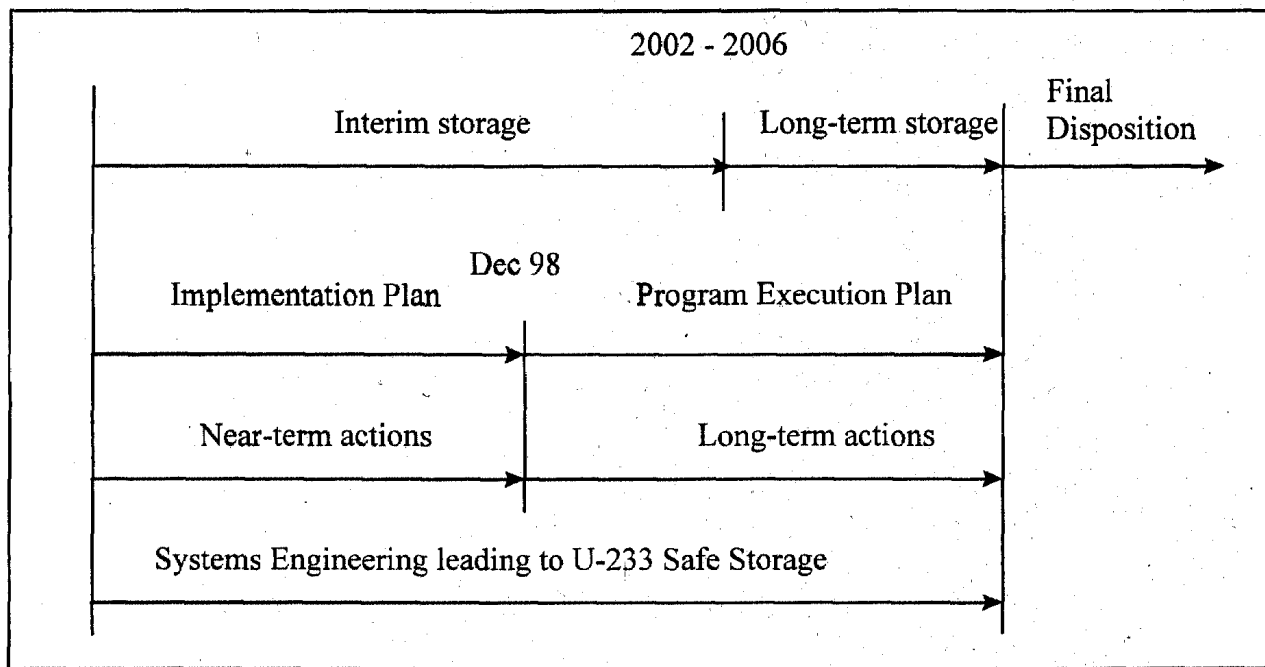 2002 - 2006
Interim storage
Long-term storage
Final
Disposition
Dec 98
Implementation Plan
Program Execution Plan
Near-term actions
Long-term actions
Systems Engineering leading to U-233 Safe Storage